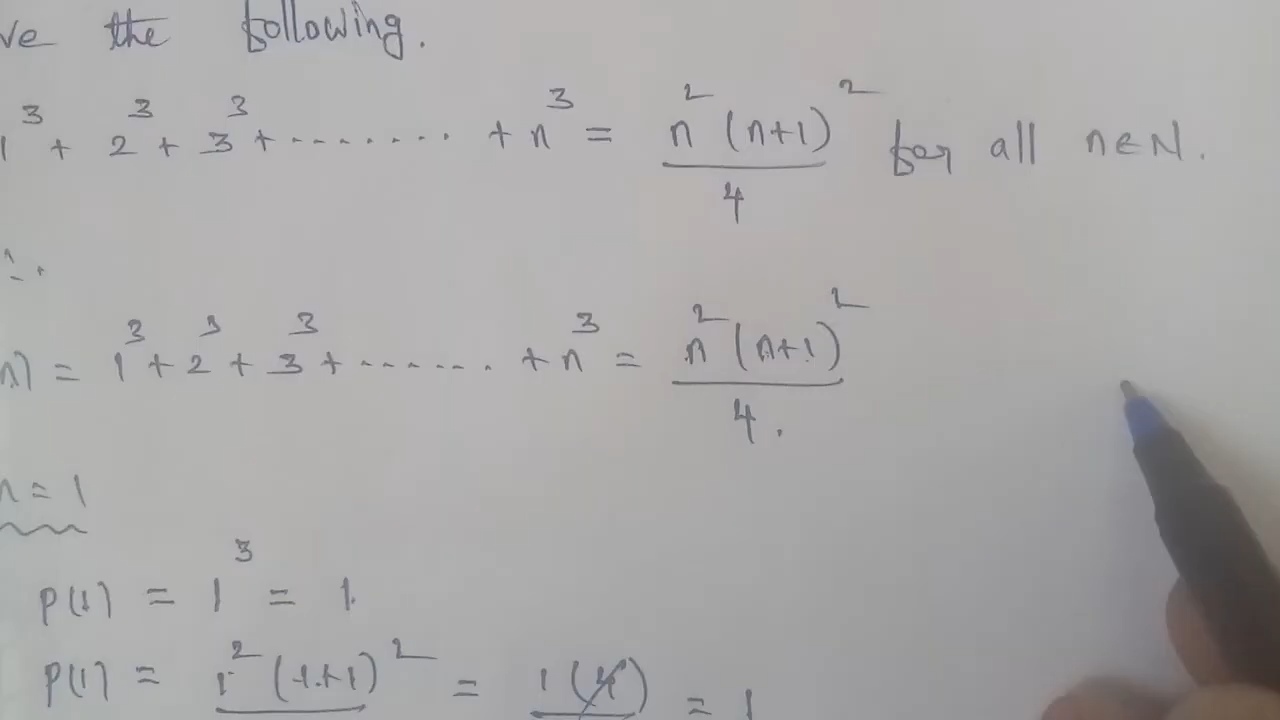 ve the following.
1³ + 2³ + 3³ + ........ + n³ = n²(n+1)²/4 for all n∈N.
n) = 1³ + 2³ + 3³ + ....... + n³ = n²(n+1)²/4.
n = 1
P(1) = 1³ = 1.
P(1) = 1²(1+1)² = 1(4) = 1